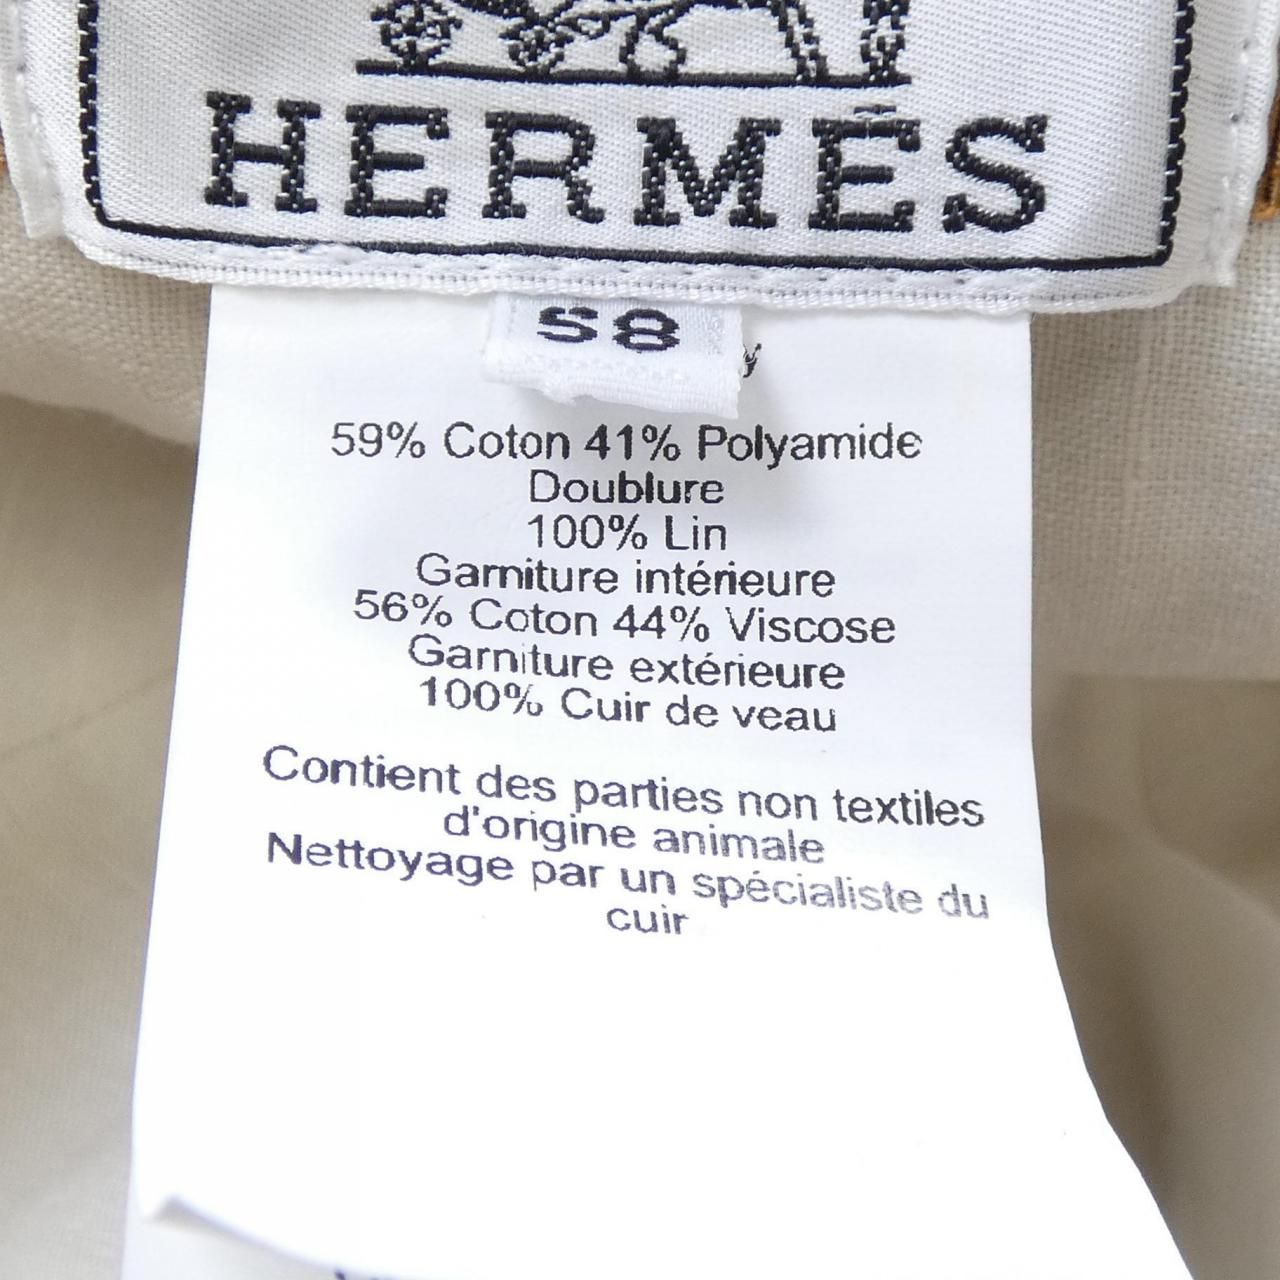 HERMÈS
58
59% Coton 41% Polyamide
Doublure
100% Lin
Garniture intérieure
56% Coton 44% Viscose
Garniture extérieure
100% Cuir de veau
Contient des parties non textiles
d'origine animale
Nettoyage par un spécialiste du
cuir